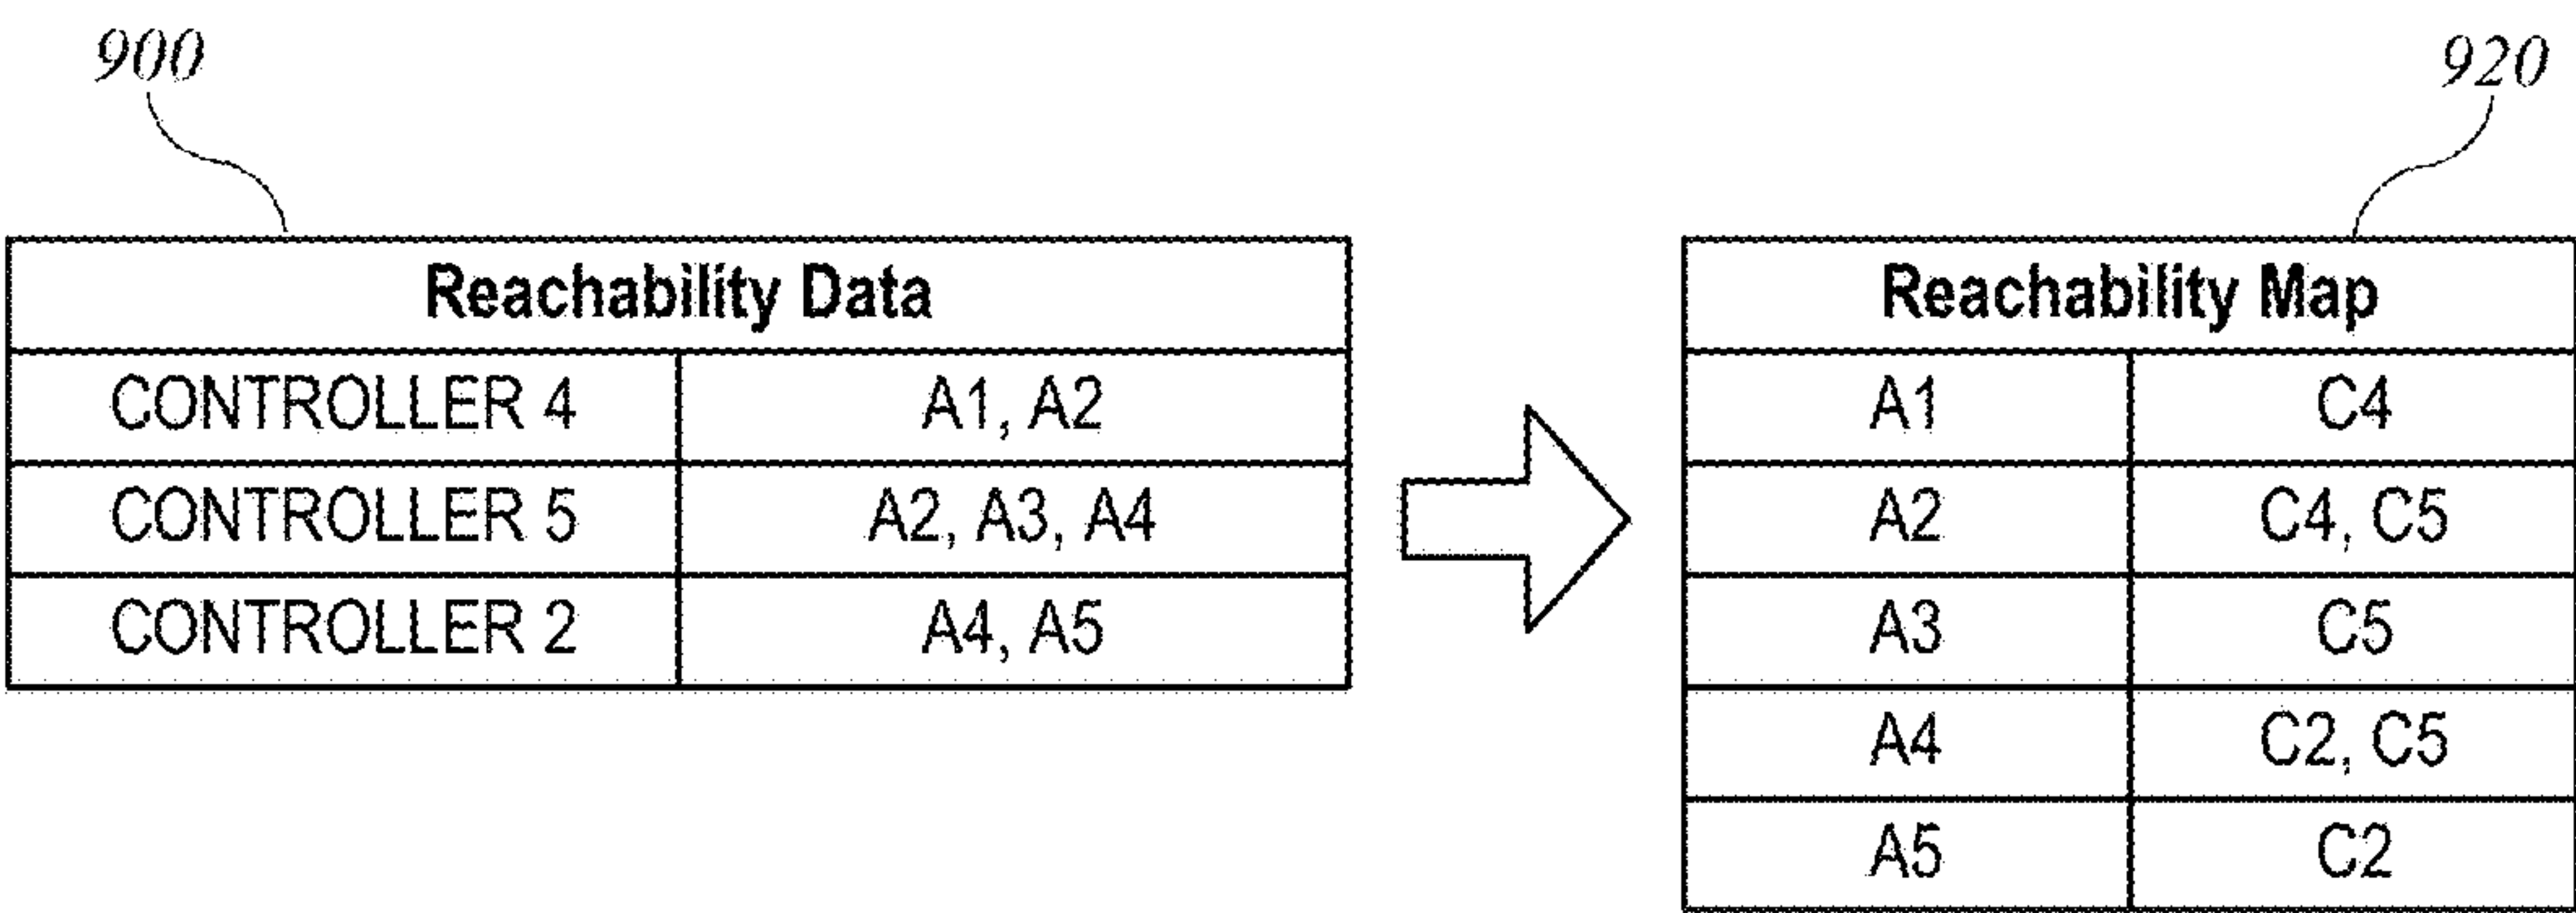 900
920
Reachability Data
CONTROLLER 4 A1, A2
CONTROLLER 5 A2, A3, A4
CONTROLLER 2 A4, A5
Reachability Map
A1 C4
A2 C4, C5
A3 C5
A4 C2, C5
A5 C2